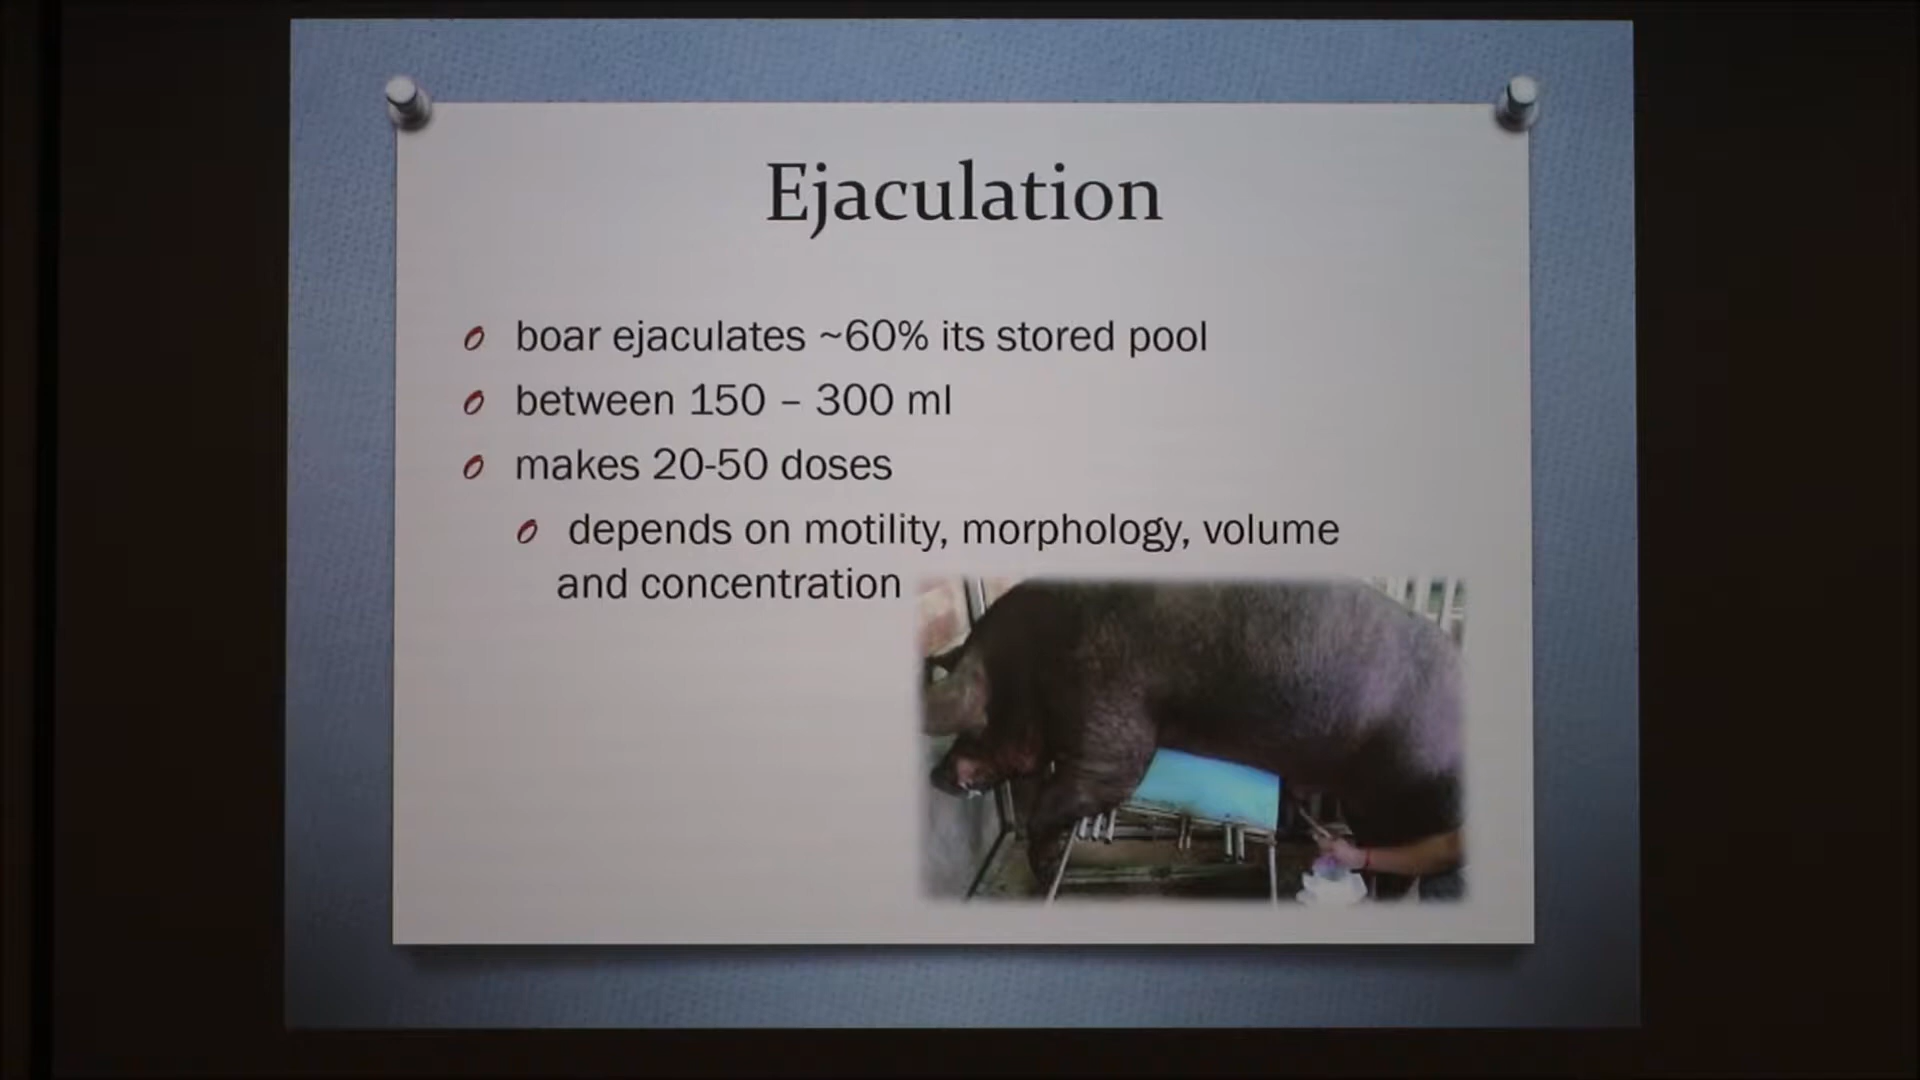 Ejaculation
boar ejaculates ~60% its stored pool
between 150 – 300 ml
makes 20-50 doses
depends on motility, morphology, volume
and concentration